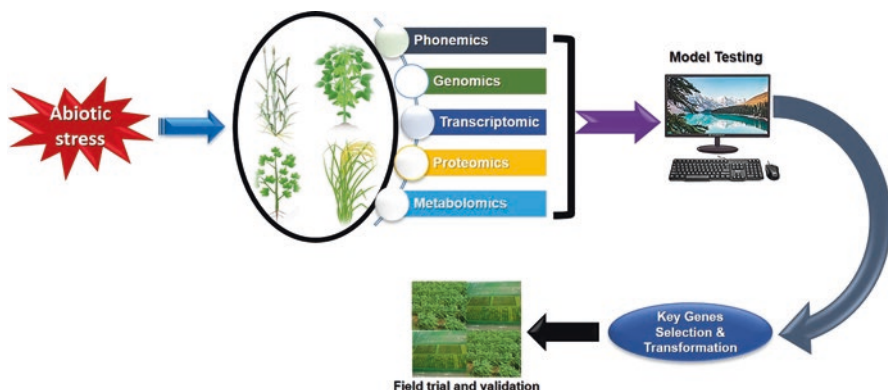 Abiotic
stress
Phonemics
Genomics
Transcriptomic
Proteomics
Metabolomics
Model Testing
Key Genes
Selection &
Transformation
Field trial and validation